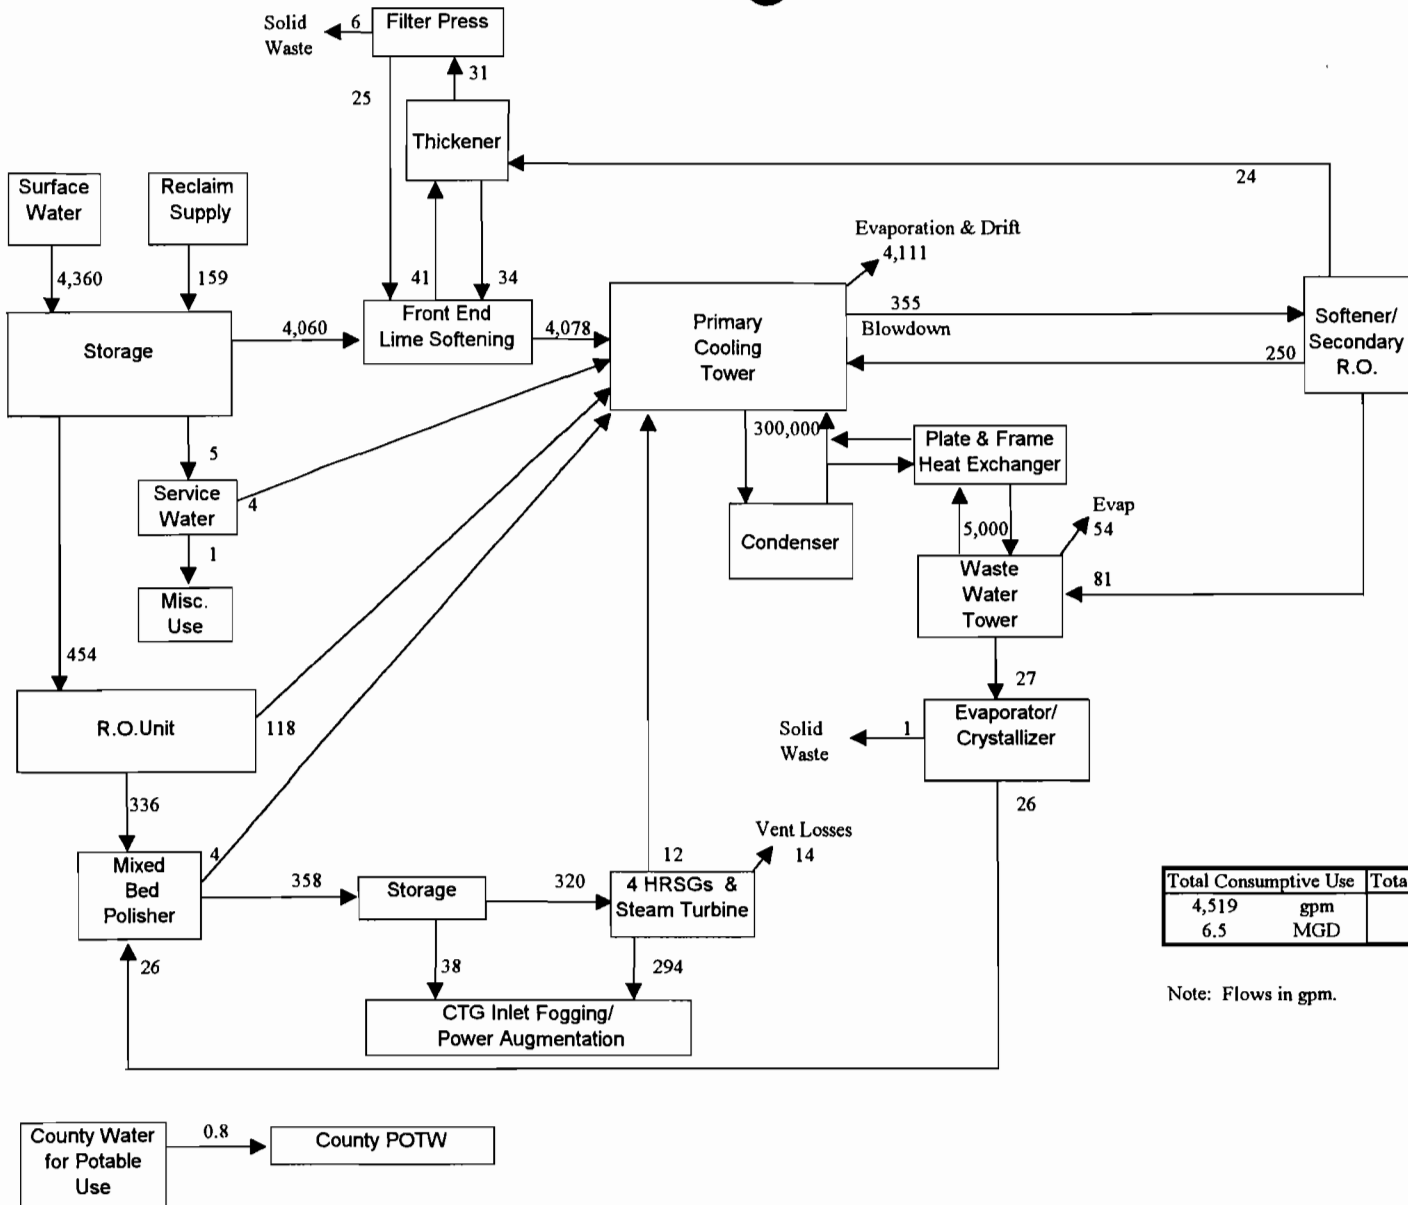 Solid
Waste
6
Filter Press
31
25
Thickener
24
Surface
Water
Reclaim
Supply
Evaporation & Drift
4,111
4,360
159
41
34
Storage
4,060
Front End
Lime Softening
4,078
Primary
Cooling
Tower
355
Blowdown
250
Softener/
Secondary
R.O.
300,000
Plate & Frame
Heat Exchanger
5
Service
Water
4
Condenser
5,000
Evap
54
1
Misc.
Use
Waste
Water
Tower
81
454
27
R.O.Unit
118
Solid
Waste
1
Evaporator/
Crystallizer
336
26
Mixed
Bed
Polisher
4
358
Storage
320
12
4 HRSGs &
Steam Turbine
Vent Losses
14
Total Consumptive Use
Tota
4,519 gpm
6.5 MGD
26
38
294
CTG Inlet Fogging/
Power Augmentation
Note: Flows in gpm.
County Water
for Potable
Use
0.8
County POTW